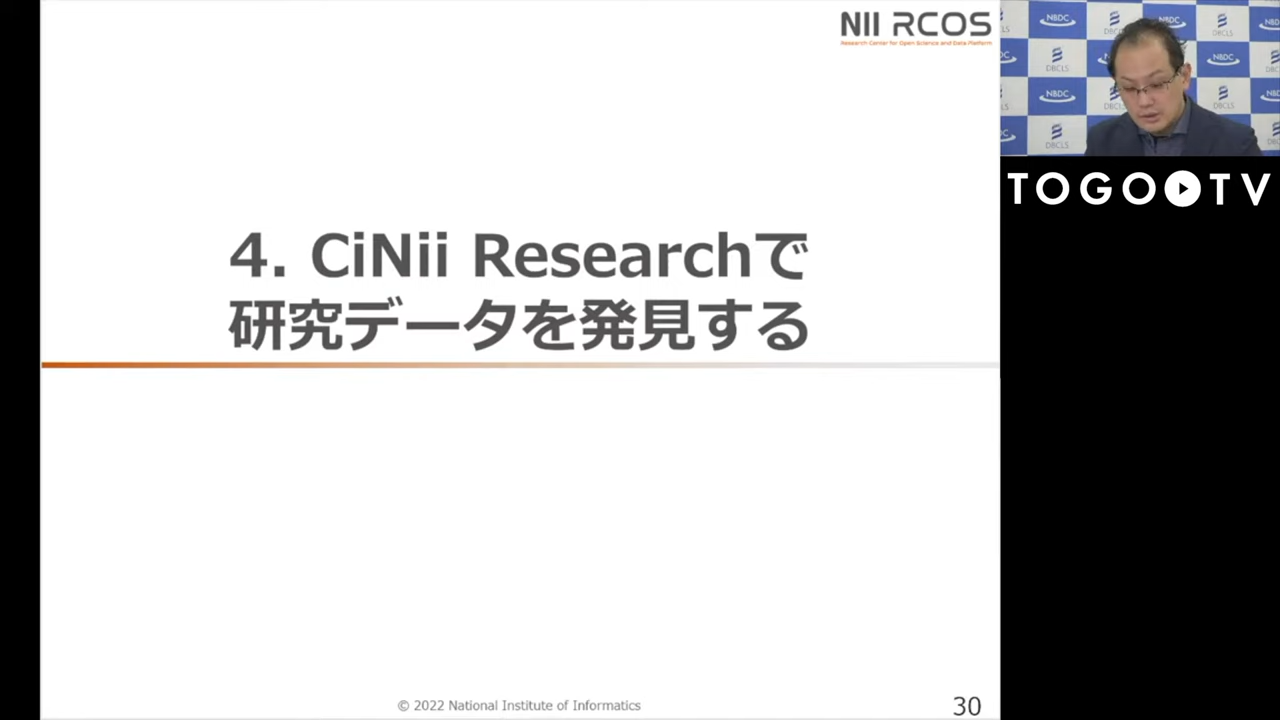 NII RCOS
Research Center for Open Science and Data Platform
4. CiNii Researchで
研究データを発見する
© 2022 National Institute of Informatics
30
NBDC
DBCLS
TOGO TV